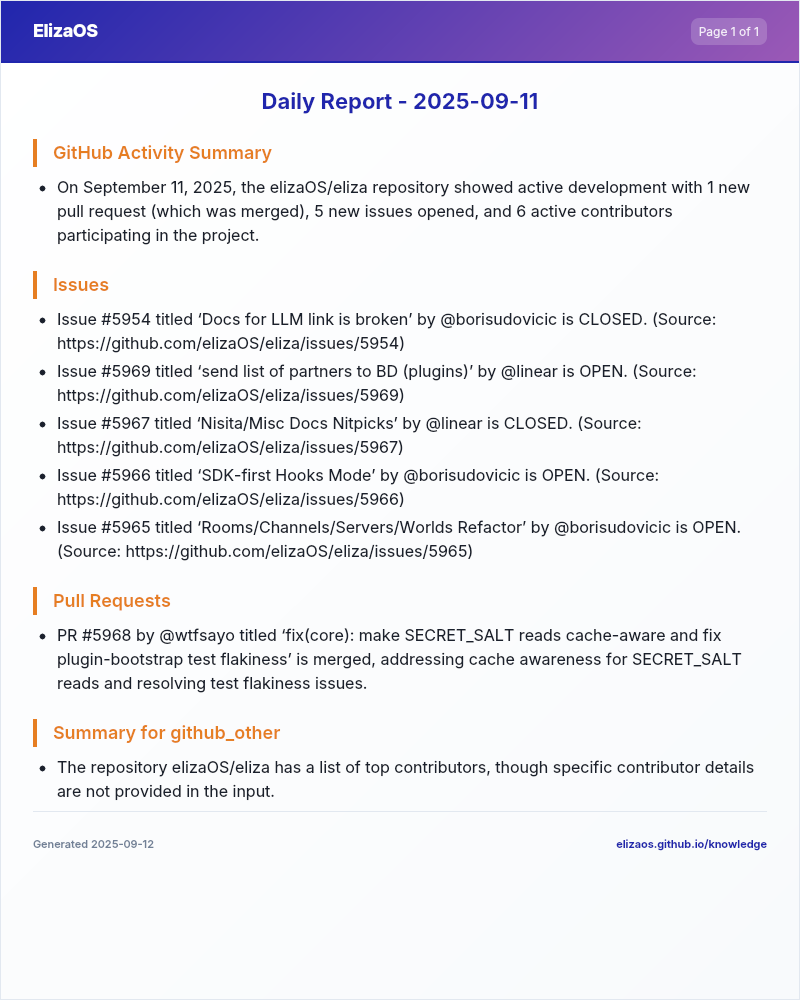 ElizaOS
Page 1 of 1
Daily Report - 2025-09-11
GitHub Activity Summary
• On September 11, 2025, the elizaOS/eliza repository showed active development with 1 new
pull request (which was merged), 5 new issues opened, and 6 active contributors
participating in the project.
Issues
• Issue #5954 titled ‘Docs for LLM link is broken’ by @borisudovicic is CLOSED. (Source:
https://github.com/elizaOS/eliza/issues/5954)
• Issue #5969 titled ‘send list of partners to BD (plugins)’ by @linear is OPEN. (Source:
https://github.com/elizaOS/eliza/issues/5969)
• Issue #5967 titled ‘Nisita/Misc Docs Nitpicks’ by @linear is CLOSED. (Source:
https://github.com/elizaOS/eliza/issues/5967)
• Issue #5966 titled ‘SDK-first Hooks Mode’ by @borisudovicic is OPEN. (Source:
https://github.com/elizaOS/eliza/issues/5966)
• Issue #5965 titled ‘Rooms/Channels/Servers/Worlds Refactor’ by @borisudovicic is OPEN.
(Source: https://github.com/elizaOS/eliza/issues/5965)
Pull Requests
• PR #5968 by @wtfsayo titled ‘fix(core): make SECRET_SALT reads cache-aware and fix
plugin-bootstrap test flakiness’ is merged, addressing cache awareness for SECRET_SALT
reads and resolving test flakiness issues.
Summary for github_other
• The repository elizaOS/eliza has a list of top contributors, though specific contributor details
are not provided in the input.
Generated 2025-09-12
elizaos.github.io/knowledge